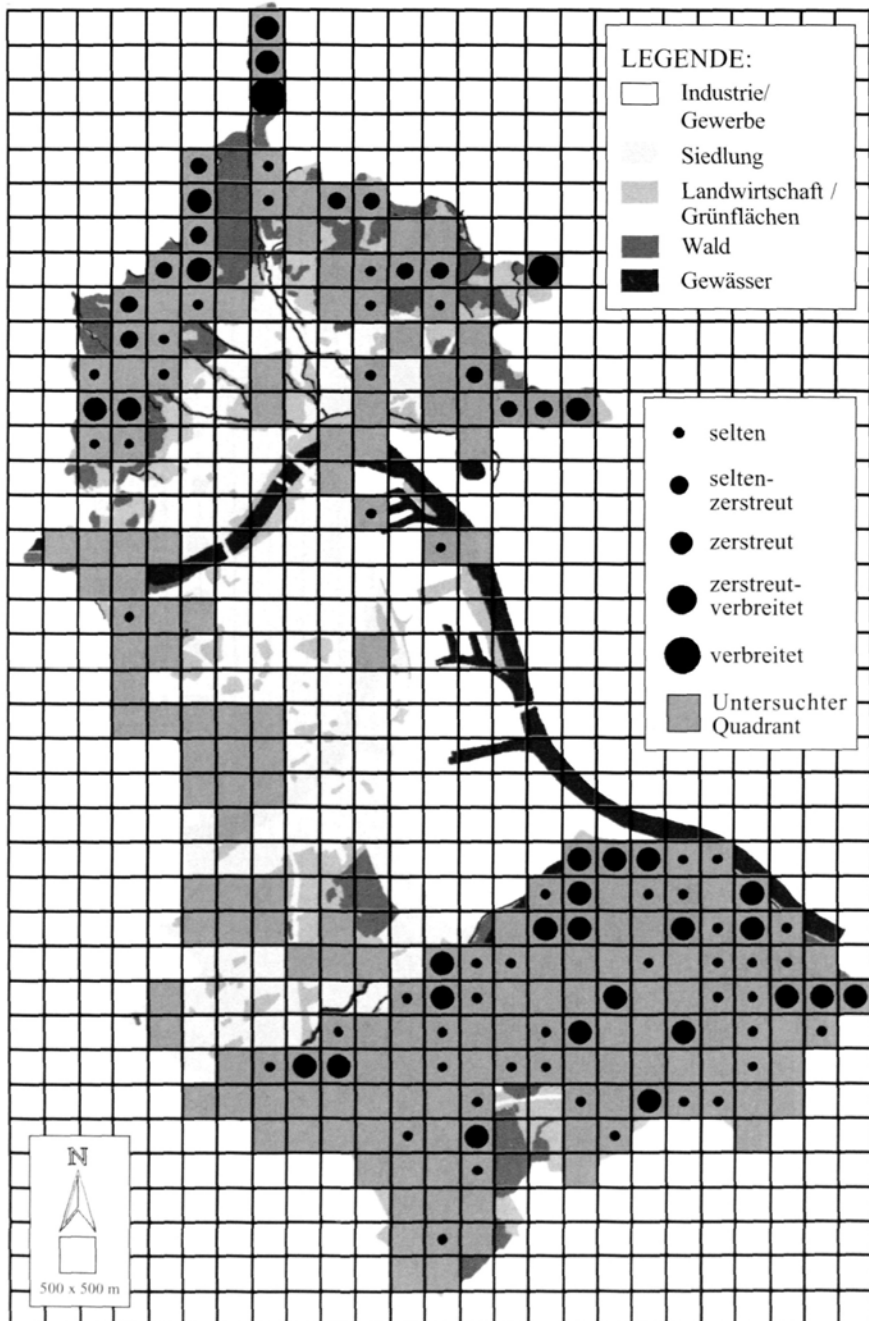 LEGENDE:
Industrie/
Gewerbe
Siedlung
Landwirtschaft /
Grünflächen
Wald
Gewässer
selten
selten-
zerstreut
zerstreut
zerstreut-
verbreitet
verbreitet
Untersuchter
Quadrant
N
500 x 500 m